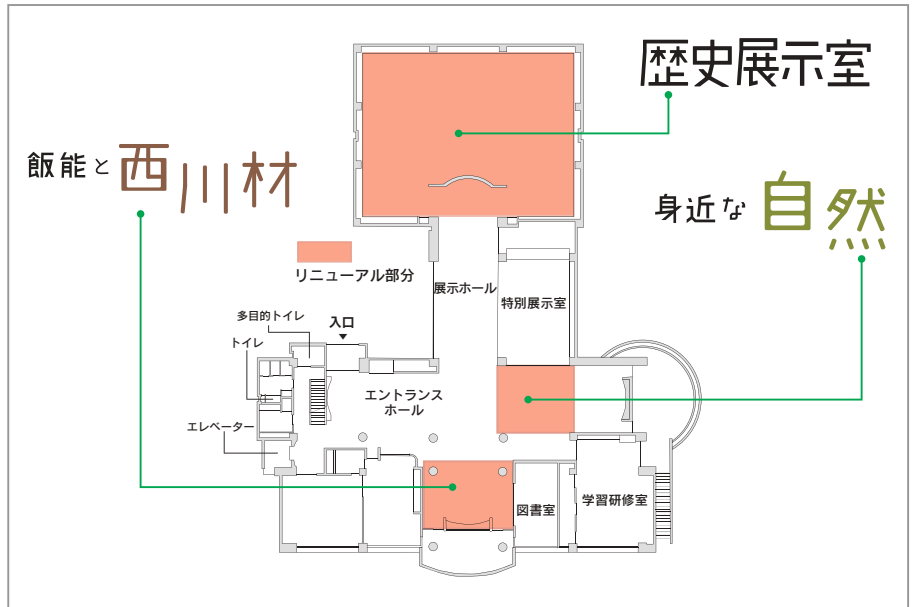 歴史展示室
飯能と西川材
身近な自然
リニューアル部分
展示ホール
特別展示室
多目的トイレ
入口
トイレ
エントランス
ホール
エレベーター
図書室
学習研修室